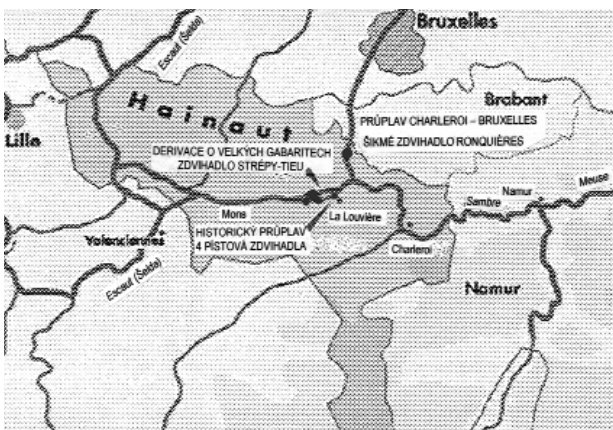 Bruxelles
Escaut (Šelda)
Hainaut
Brabant
Lille
PRŮPLAV CHARLEROI – BRUXELLES
ŠIKMÉ ZDVIHADLO RONQUIÈRES
DERIVACE O VELKÝCH GABARITECH
ZDVIHADLO STRÉPY-TIEU
Namur
Meuse
Sambre
Mons
La Louvière
HISTORICKÝ PRŮPLAV
4 PÍSTOVÁ ZDVIHADLA
Valenciennes
Charleroi
Escaut (Šelda)
Namur